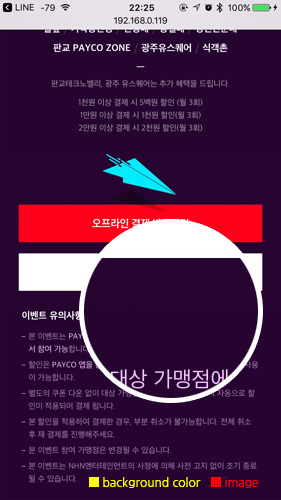 LINE -79 22:25 100%
192.168.0.119
판교 PAYCO ZONE / 광주유스퀘어 / 식객촌
판교테크노밸리, 광주 유스퀘어는 추가 혜택을 드립니다.
1천원 이상 결제 시 5백원 할인 (월 3회)
1만원 이상 결제 시 1천원 할인(월 3회)
2만원 이상 결제 시 2천원 할인(월 3회)
오프라인 결제
대상 가맹점에
이벤트 유의사항
- 본 이벤트는 PAY
서 참여 가능합
- 할인은 PAYCO 앱을
사용
이 가능합니다.
- 별도의 쿠폰 다운 없이 대상
자동으로 할
인이 적용되어 결제 됩니다.
- 본 할인을 적용하여 결제한 경우, 부분 취소가 불가능합니다. 전체 취소
후 재 결제를 진행해주세요.
- 본 이벤트 참여 가맹점은 변경될 수 있습니다.
- 본 이벤트는 NHN엔터테인먼트의 사정에 의해 사전 고지 없이 조기 종료
될 수 있습니다.
background color
image